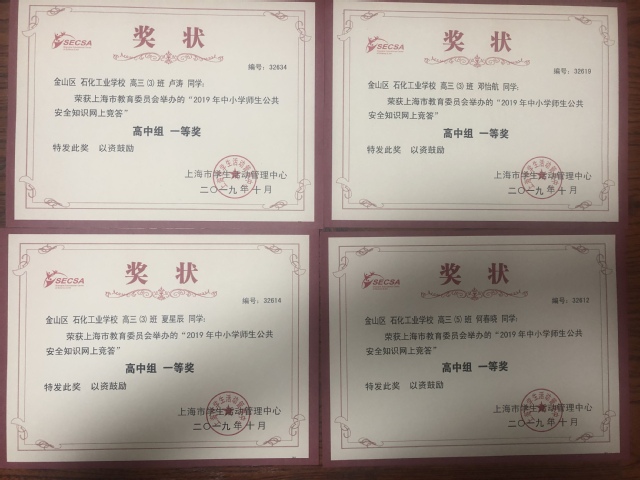 SECSA
奖 状
编号：32634
金山区 石化工业学校 高三 ③ 班 卢涛 同学：
荣获上海市教育委员会举办的“2019 年中小学师生公共
安全知识网上竞答”
高中组 一等奖
特发此奖 以资鼓励
上海市学生活动管理中心
二〇一九年十月
SECSA
奖 状
编号：32618
金山区 石化工业学校 高三 ③ 班 邓怡航 同学：
荣获上海市教育委员会举办的“2019 年中小学师生公共
安全知识网上竞答”
高中组 一等奖
特发此奖 以资鼓励
上海市学生活动管理中心
二〇一九年十月
SECSA
奖 状
编号：32614
金山区 石化工业学校 高三 ③ 班 夏星辰 同学：
荣获上海市教育委员会举办的“2019 年中小学师生公共
安全知识网上竞答”
高中组 一等奖
特发此奖 以资鼓励
上海市学生活动管理中心
二〇一九年十月
SECSA
奖 状
编号：32612
金山区 石化工业学校 高三 ⑤ 班 何春晓 同学：
荣获上海市教育委员会举办的“2019 年中小学师生公共
安全知识网上竞答”
高中组 一等奖
特发此奖 以资鼓励
上海市学生活动管理中心
二〇一九年十月